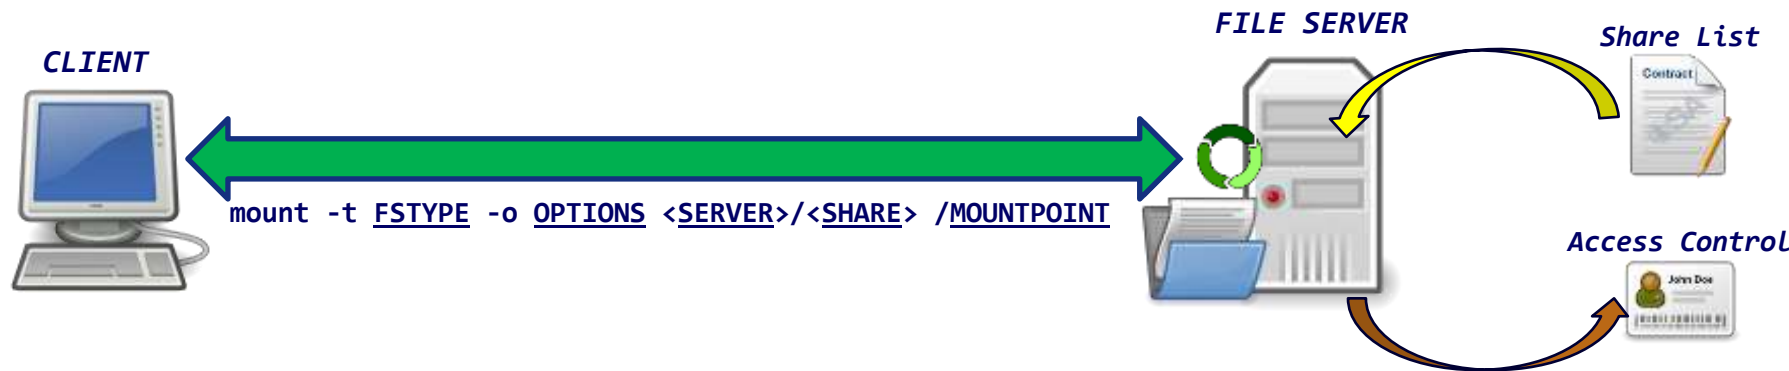 CLIENT
FILE SERVER
Share List
Contract
mount -t FSTYPE -o OPTIONS <SERVER>/<SHARE> /MOUNTPOINT
Access Control
John Doe